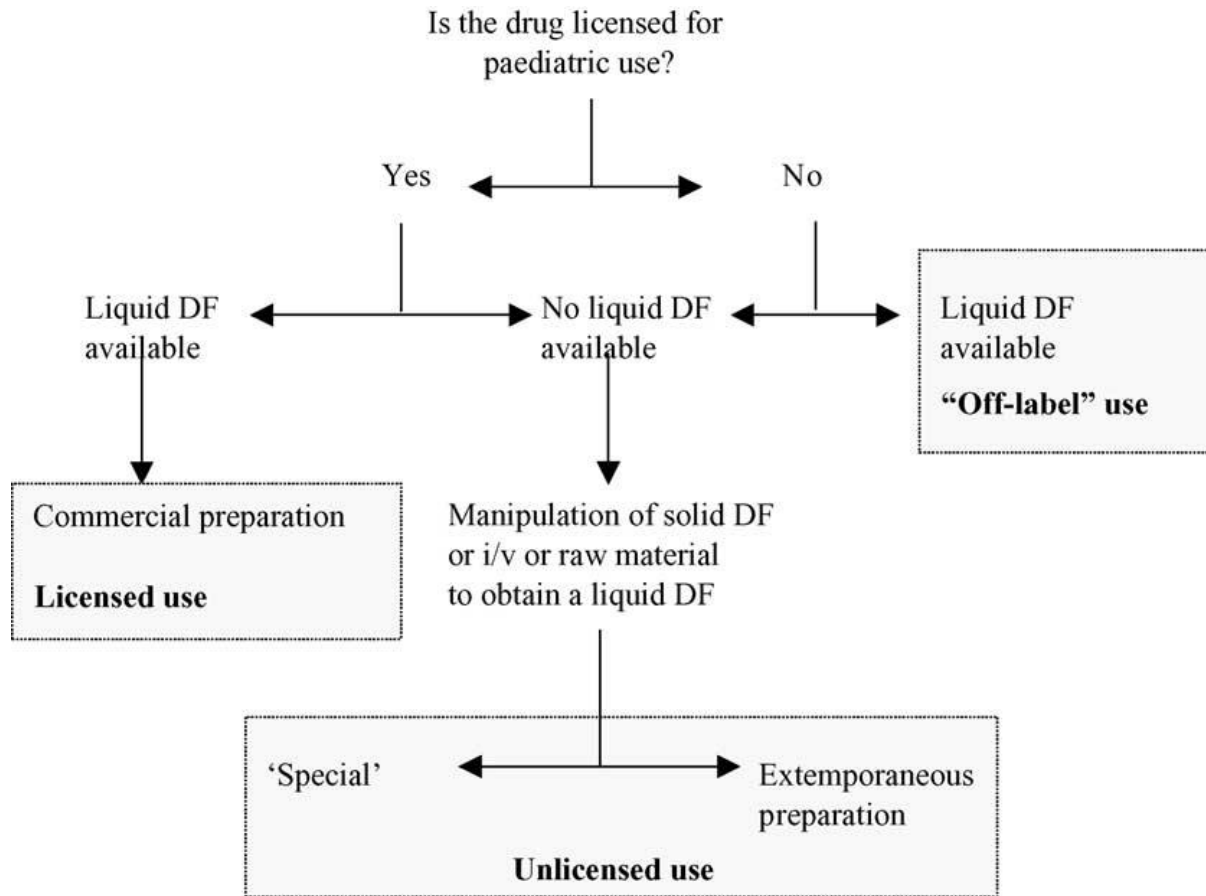 Is the drug licensed for
paediatric use?
Yes
No
Liquid DF
available
No liquid DF
available
Liquid DF
available
“Off-label” use
Commercial preparation
Licensed use
Manipulation of solid DF
or i/v or raw material
to obtain a liquid DF
‘Special’
Extemporaneous
preparation
Unlicensed use